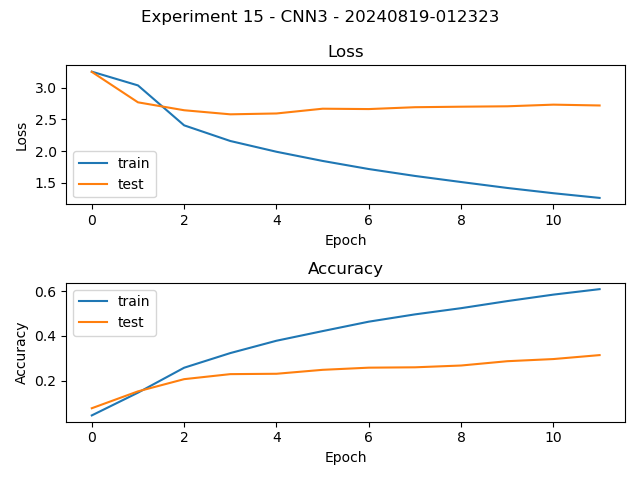 Experiment 15 - CNN3 - 20240819-012323
Loss
3.0
2.5
2.0
1.5
Loss
train
test
0 2 4 6 8 10
Epoch
Accuracy
0.6
0.4
0.2
Accuracy
train
test
0 2 4 6 8 10
Epoch